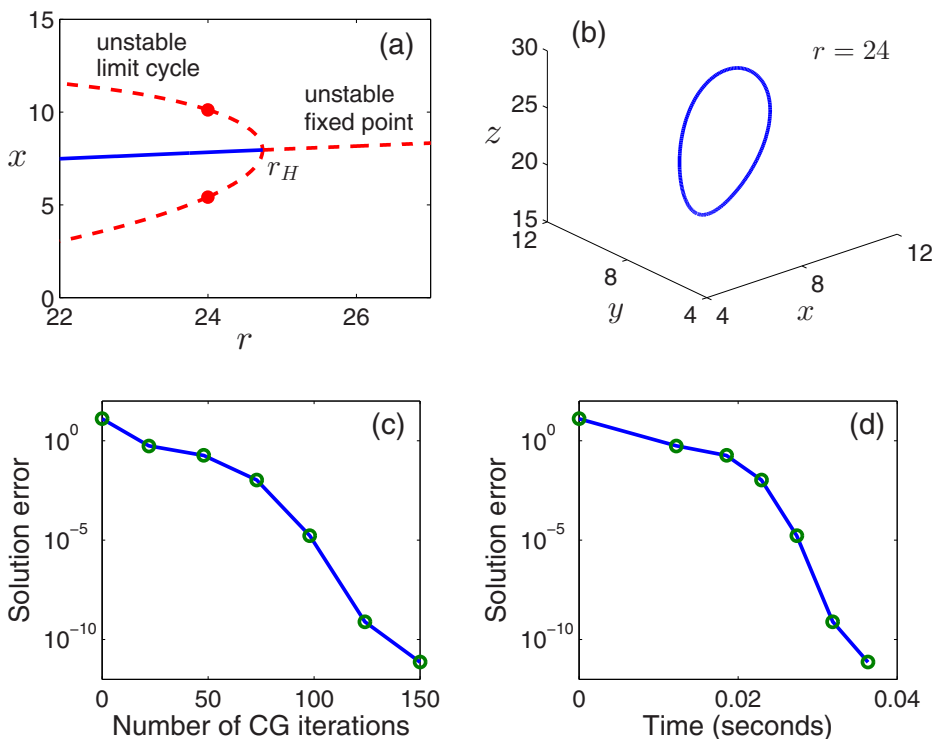 (a)
unstable
limit cycle
unstable
fixed point
r_H
x
15
10
5
0
22
24
26
r
(b)
r = 24
z
30
25
20
15
12
8
4
y
4
8
12
x
(c)
Solution error
10^0
10^−5
10^−10
0
50
100
150
Number of CG iterations
(d)
Solution error
10^0
10^−5
10^−10
0
0.02
0.04
Time (seconds)